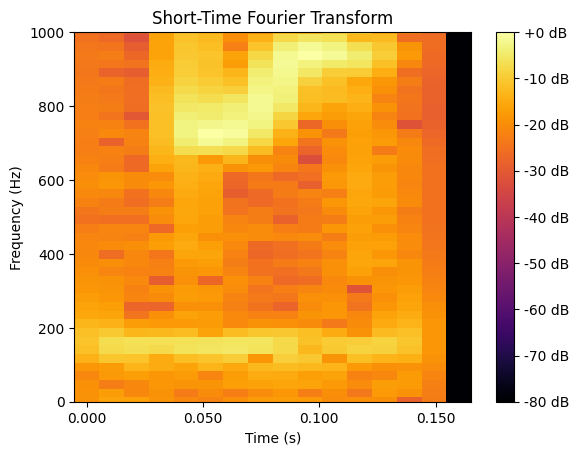 Short-Time Fourier Transform
1000
800
600
400
200
0
Frequency (Hz)
0.000
0.050
0.100
0.150
Time (s)
+0 dB
-10 dB
-20 dB
-30 dB
-40 dB
-50 dB
-60 dB
-70 dB
-80 dB